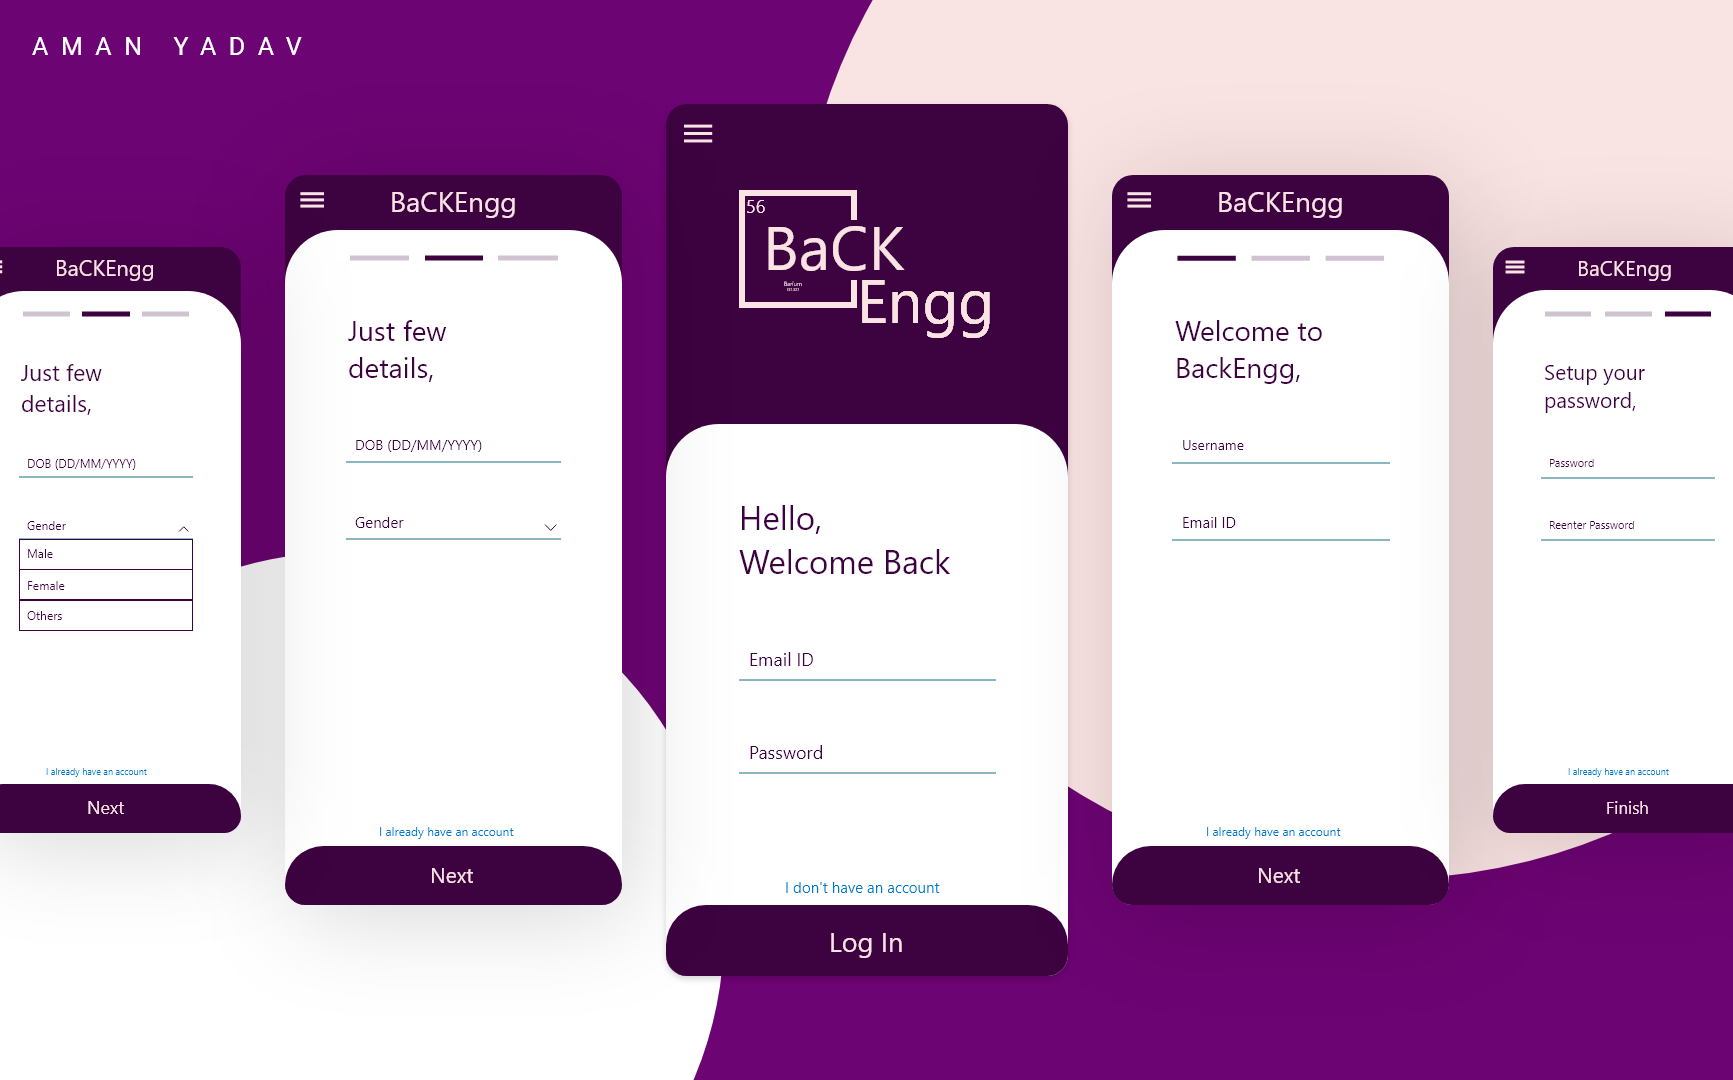 AMAN YADAV
BaCKEngg
Just few
details,
DOB (DD/MM/YYYY)
Gender
Male
Female
Others
I already have an account
Next
BaCKEngg
Just few
details,
DOB (DD/MM/YYYY)
Gender
I already have an account
Next
56
BaCK
Barium
Engg
Hello,
Welcome Back
Email ID
Password
I don't have an account
Log In
BaCKEngg
Welcome to
BackEngg,
Username
Email ID
I already have an account
Next
BaCKEngg
Setup your
password,
Password
Reenter Password
I already have an account
Finish